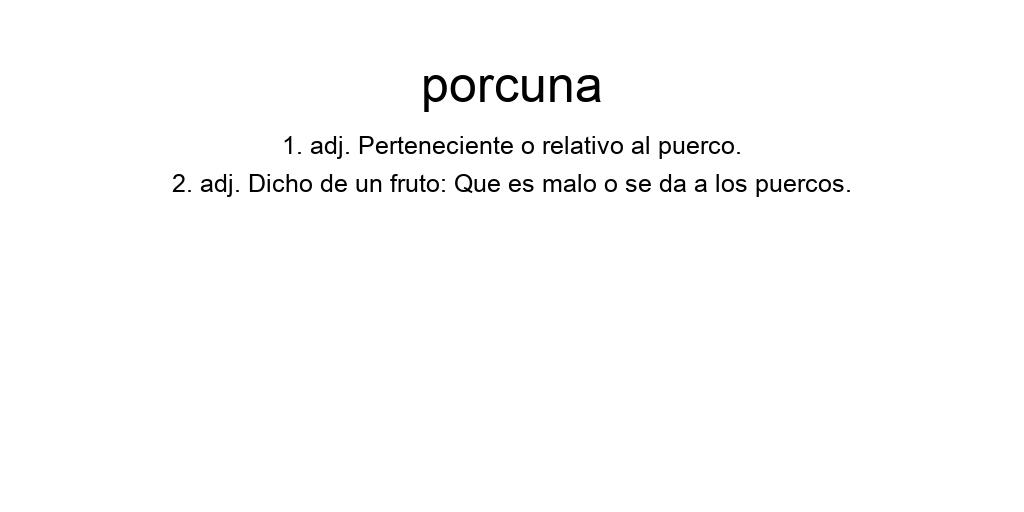 porcuna
1. adj. Perteneciente o relativo al puerco.
2. adj. Dicho de un fruto: Que es malo o se da a los puercos.